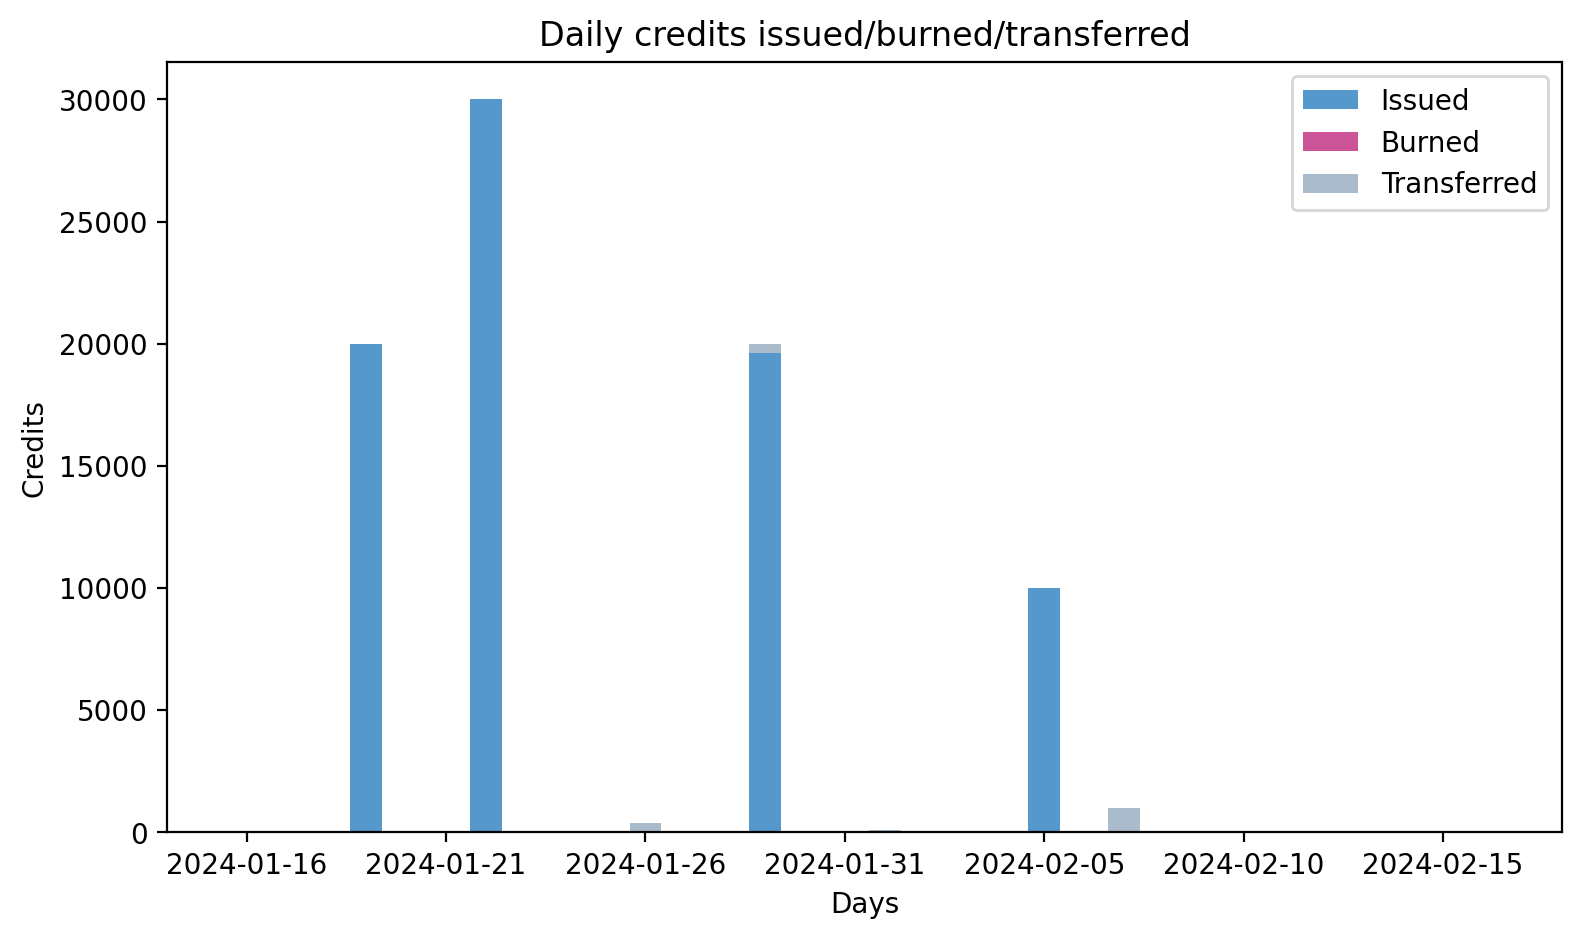 Daily credits issued/burned/transferred
Issued
Burned
Transferred
30000
25000
20000
15000
10000
5000
0
Credits
2024-01-16 2024-01-21 2024-01-26 2024-01-31 2024-02-05 2024-02-10 2024-02-15
Days